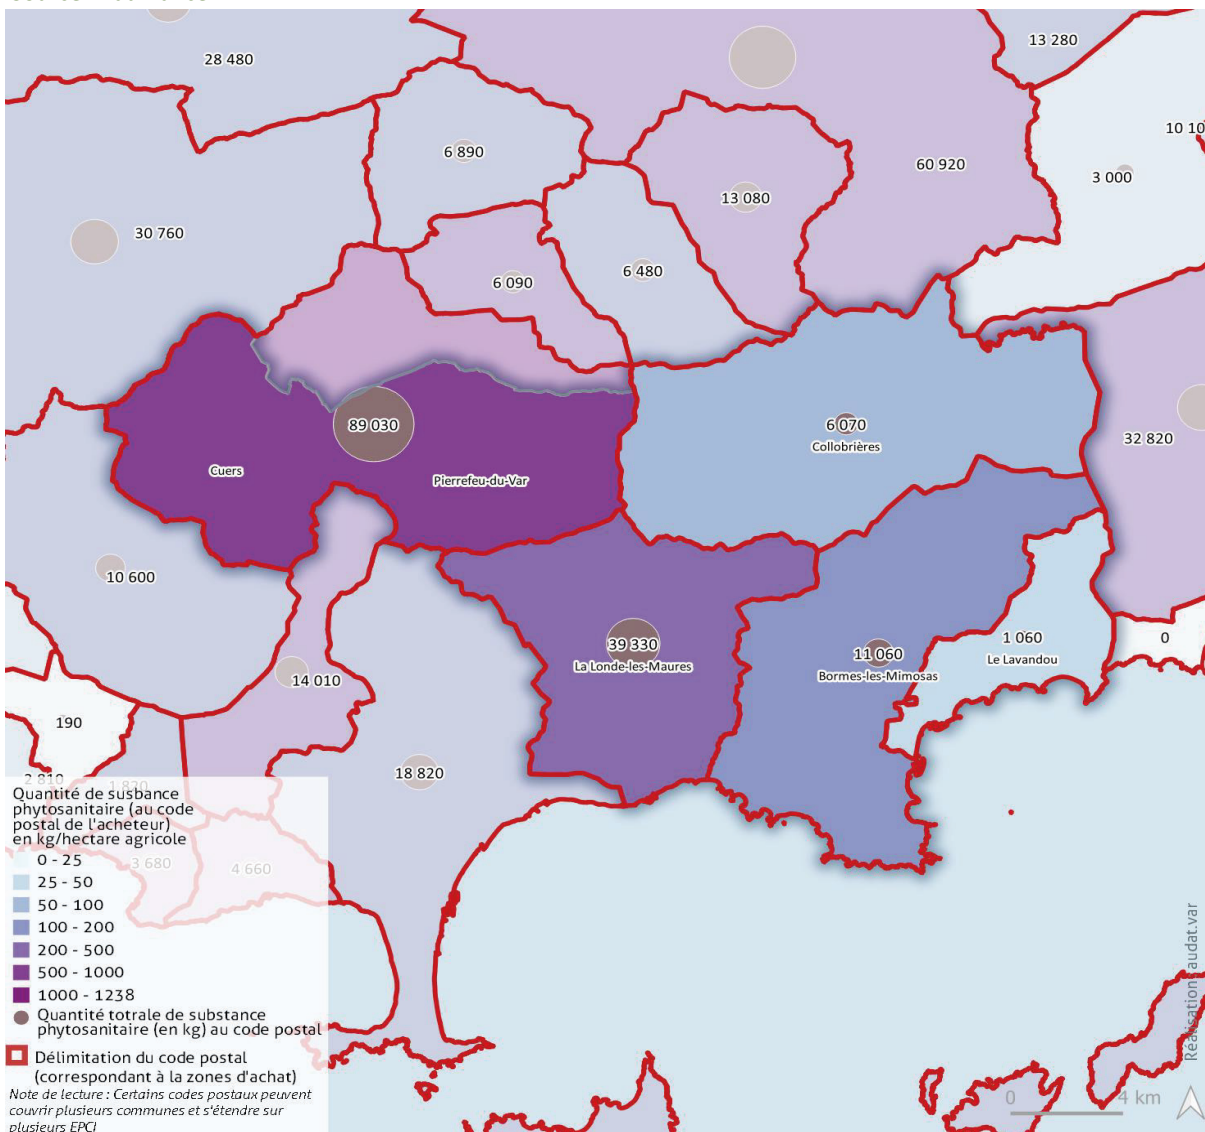 28 480
13 280
10 10
6 890
3 000
60 920
13 080
30 760
6 480
6 090
89 030
6 070
Collobrières
32 820
Cuers
Pierrefeu-du-Var
10 600
39 330
La Londe-les-Maures
11 060
Bormes-les-Mimosas
1 060
Le Lavandou
0
14 010
190
18 820
2 810
1 820
3 680
4 660
Quantité de susbance
phytosanitaire (au code
postal de l'acheteur)
en kg/hectare agricole
0 - 25
25 - 50
50 - 100
100 - 200
200 - 500
500 - 1000
1000 - 1238
Quantité totrale de substance
phytosanitaire (en kg) au code postal
Délimitation du code postal
(correspondant à la zones d'achat)
Note de lecture : Certains codes postaux peuvent
couvrir plusieurs communes et s'étendre sur
plusieurs EPCI
0 4 km